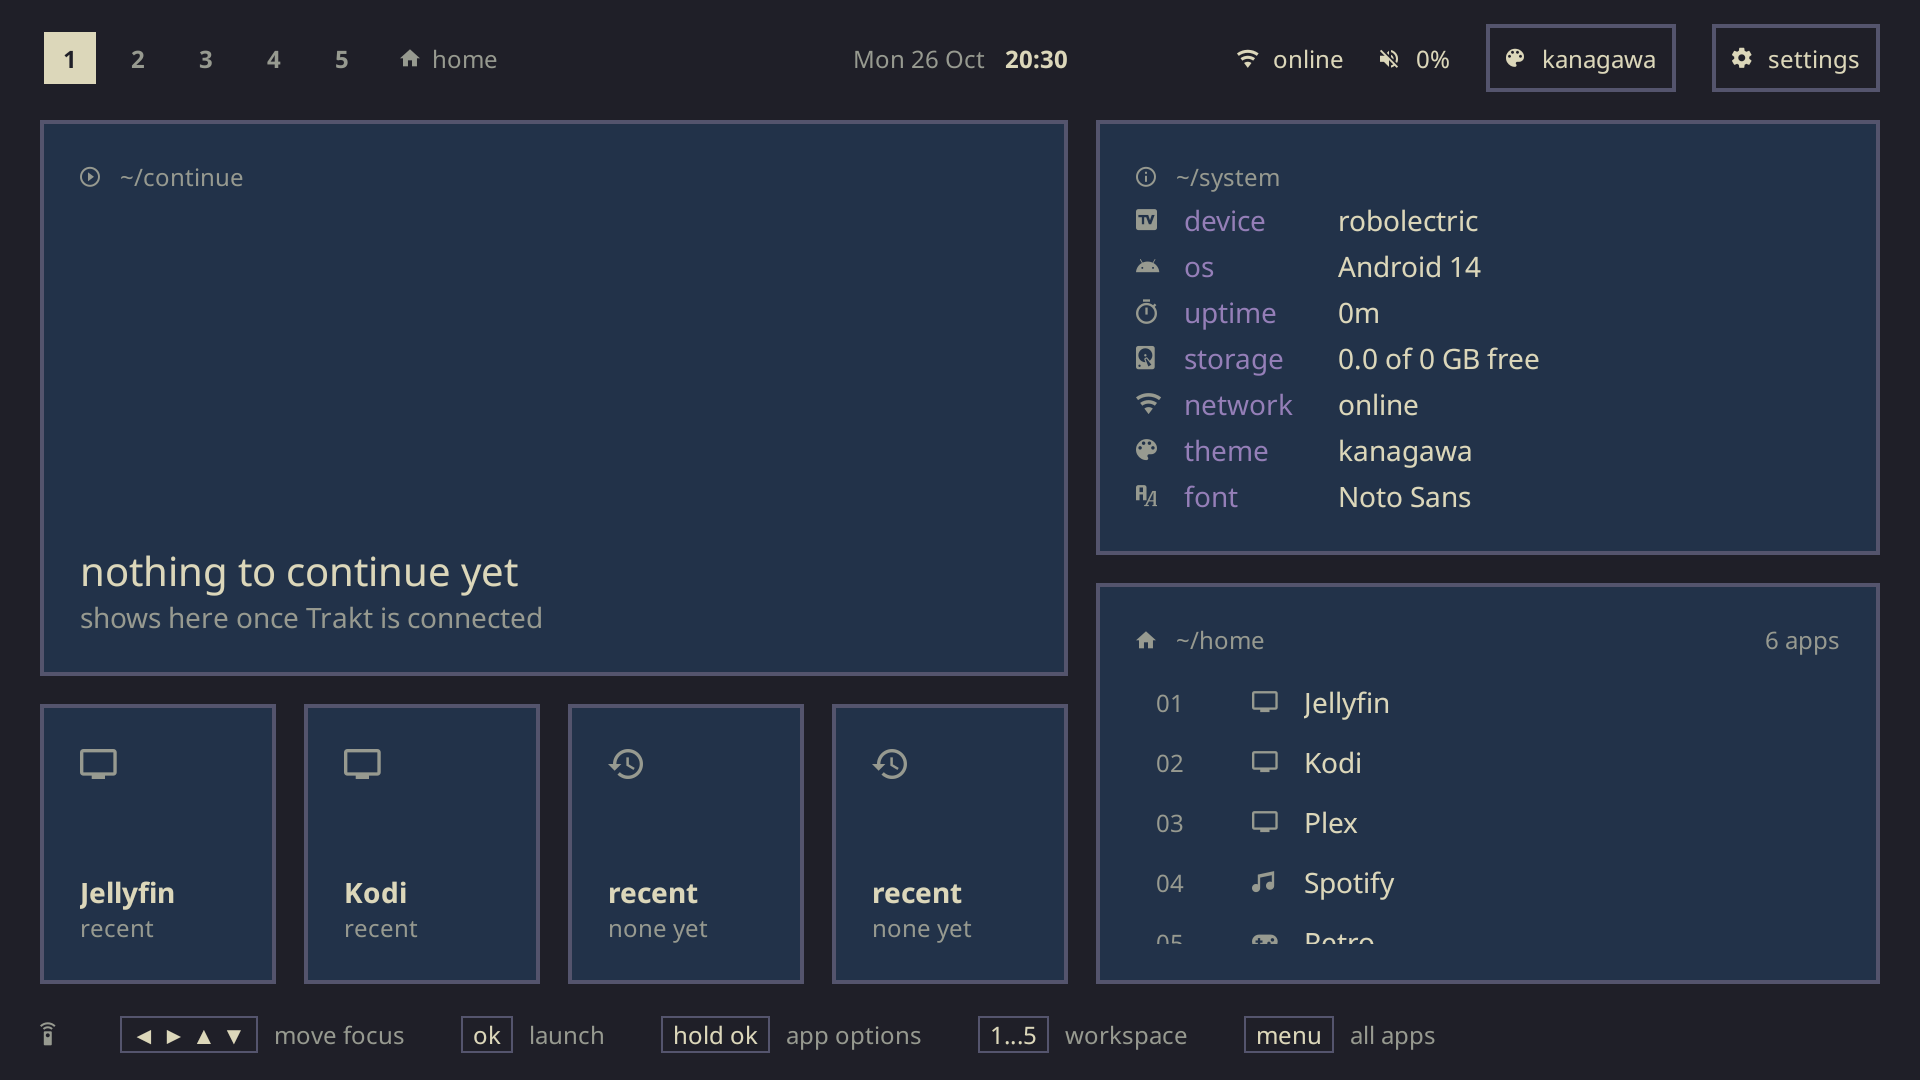 1 2 3 4 5 home
Mon 26 Oct 20:30
online 0% kanagawa settings
~/continue
nothing to continue yet
shows here once Trakt is connected
~/system
device robolectric
os Android 14
uptime 0m
storage 0.0 of 0 GB free
network online
theme kanagawa
font Noto Sans
Jellyfin
recent
Kodi
recent
recent
none yet
recent
none yet
~/home 6 apps
01 Jellyfin
02 Kodi
03 Plex
04 Spotify
05 Retro
◀ ▶ ▲ ▼ move focus ok launch hold ok app options 1...5 workspace menu all apps